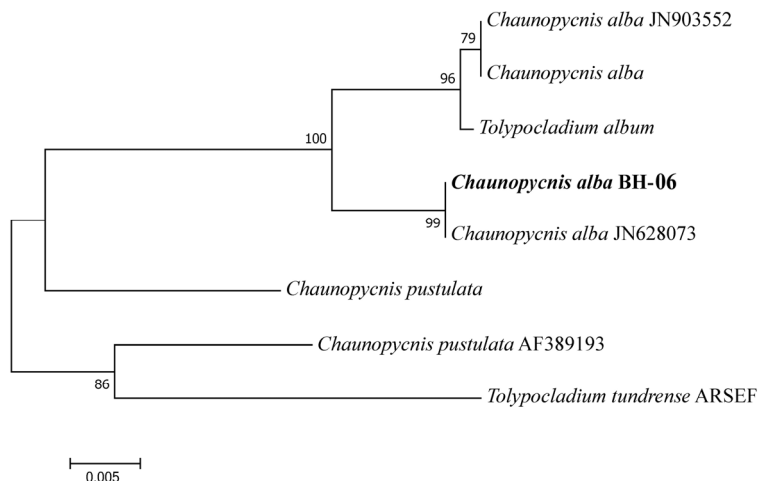 Chaunopycnis alba JN903552
79
Chaunopycnis alba
96
Tolypocladium album
100
Chaunopycnis alba BH-06
99
Chaunopycnis alba JN628073
Chaunopycnis pustulata
Chaunopycnis pustulata AF389193
86
Tolypocladium tundrense ARSEF
0.005